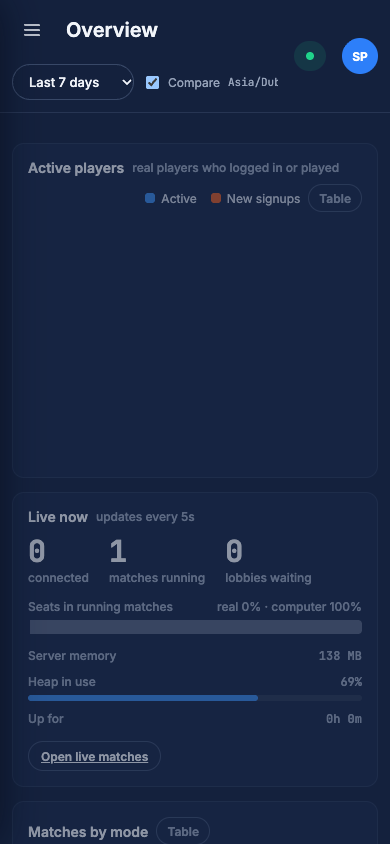 Overview
SP
Last 7 days
Compare
Asia/Dut
Active players real players who logged in or played
Active New signups Table
Live now updates every 5s
0 1 0
connected matches running lobbies waiting
Seats in running matches real 0% · computer 100%
Server memory 138 MB
Heap in use 69%
Up for 0h 0m
Open live matches
Matches by mode Table